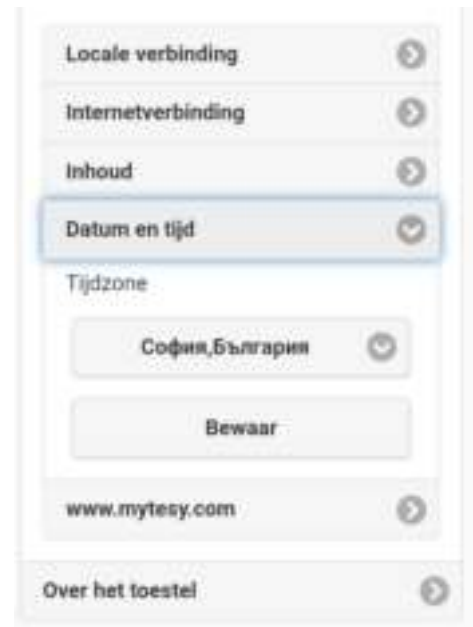 Locale verbinding
Internetverbinding
Inhoud
Datum en tijd
Tijdzone
София,България
Bewaar
www.mytesy.com
Over het toestel